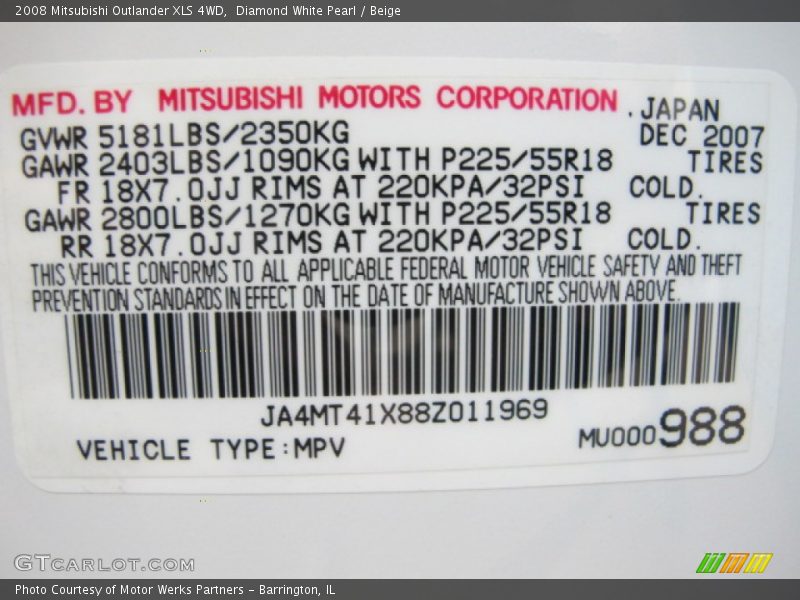 2008 Mitsubishi Outlander XLS 4WD,  Diamond White Pearl / Beige
MFD. BY MITSUBISHI MOTORS CORPORATION . JAPAN
GVWR 5181LBS/2350KG DEC 2007
GAWR 2403LBS/1090KG WITH P225/55R18 TIRES
FR 18X7.0JJ RIMS AT 220KPA/32PSI COLD.
GAWR 2800LBS/1270KG WITH P225/55R18 TIRES
RR 18X7.0JJ RIMS AT 220KPA/32PSI COLD.
THIS VEHICLE CONFORMS TO ALL APPLICABLE FEDERAL MOTOR VEHICLE SAFETY AND THEFT
PREVENTION STANDARDS IN EFFECT ON THE DATE OF MANUFACTURE SHOWN ABOVE.
JA4MT41X88Z011969
VEHICLE TYPE:MPV MU000988
GTCARLOT.COM
Photo Courtesy of Motor Werks Partners - Barrington, IL